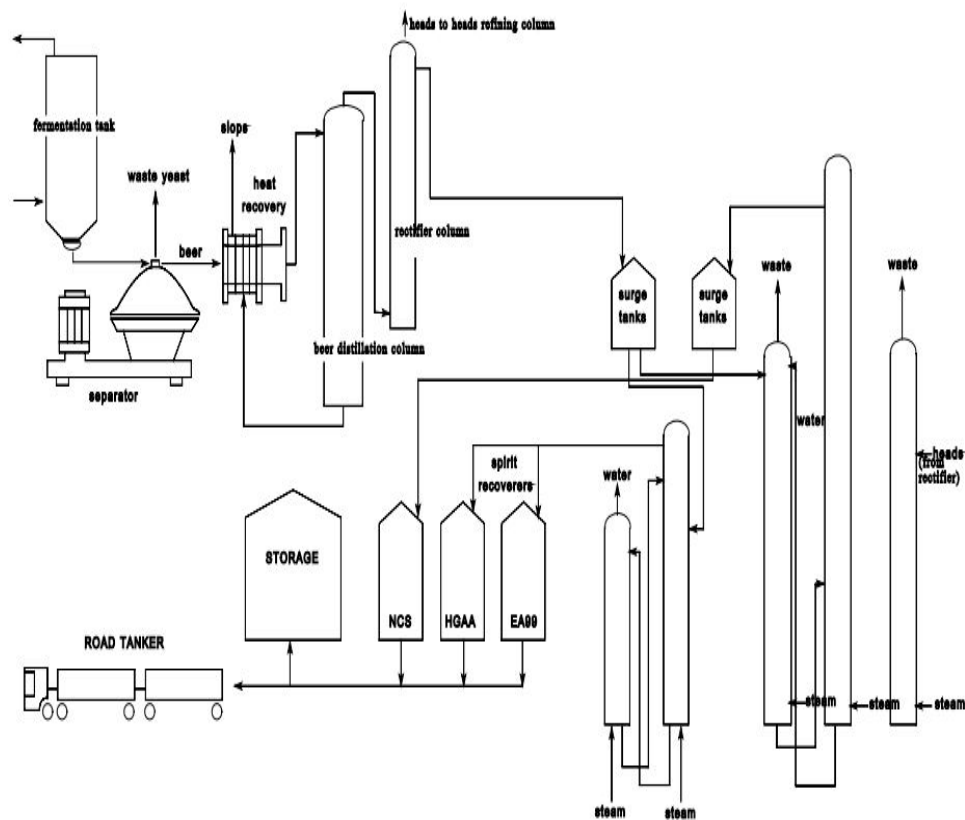 heads to heads refining column
fermentation tank
slops
waste yeast
heat
recovery
beer
rectifier column
waste
waste
surge
tanks
surge
tanks
beer distillation column
separator
water
heads
(from
rectifier)
spirit
recoverers
water
STORAGE
NCS
HGAA
EA99
ROAD TANKER
steam
steam
steam
steam
steam